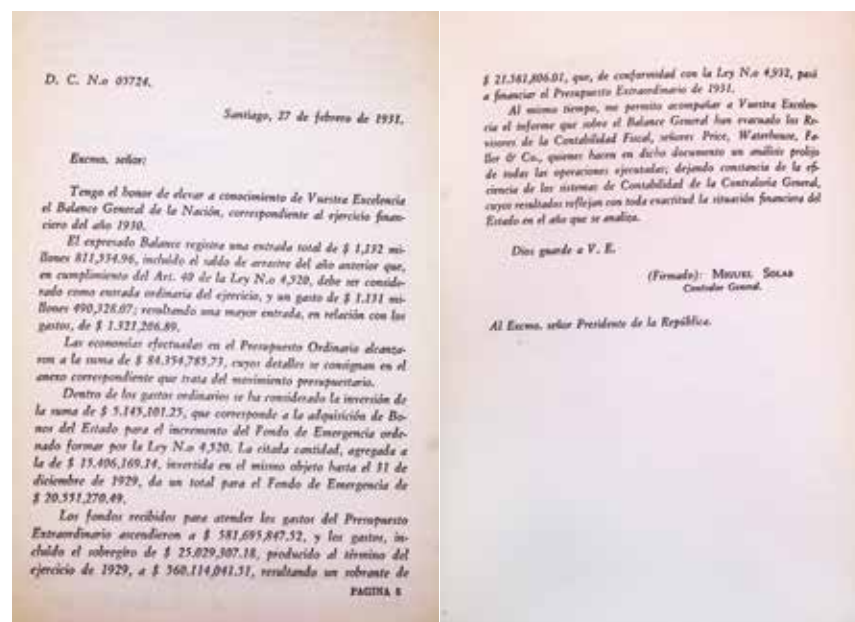 D. C. N.o 03724.
Santiago, 27 de febrero de 1931.
Excmo. señor:
Tengo el honor de elevar a conocimiento de Vuestra Excelencia
el Balance General de la Nación, correspondiente al ejercicio finan-
ciero del año 1930.
El expresado Balance registra una entrada total de $ 1,132 mi-
llones 811,534.96, incluído el saldo de arrastre del año anterior que,
en cumplimiento del Art. 40 de la Ley N.o 4,520, debe ser conside-
rado como entrada ordinaria del ejercicio, y un gasto de $ 1.131 mi-
llones 490,328.07; resultando una mayor entrada, en relación con los
gastos, de $ 1.321,206.89.
Las economías efectuadas en el Presupuesto Ordinario alcanza-
ron a la suma de $ 84.354,785.73, cuyos detalles se consignan en el
anexo correspondiente que trata del movimiento presupuestario.
Dentro de los gastos ordinarios se ha considerado la inversión de
la suma de $ 5.145,101.25, que corresponde a la adquisición de Bo-
nos del Estado para el incremento del Fondo de Emergencia orde-
nado formar por la Ley N.o 4,520. La citada cantidad, agregada a
la de $ 15.406,169.24, invertida en el mismo objeto hasta el 31 de
diciembre de 1929, da un total para el Fondo de Emergencia de
$ 20.551,270.49.
Los fondos recibidos para atender los gastos del Presupuesto
Extraordinario ascendieron a $ 581,695,847.52, y los gastos, in-
cluído el sobregiro de $ 25.029,307.18, producido al término del
ejercicio de 1929, a $ 560.114,041.51, resultando un sobrante de
PAGINA 8
$ 21.581,806.01, que, de conformidad con la Ley N.o 4,932, pasó
a financiar el Presupuesto Extraordinario de 1931.
Al mismo tiempo, me permito acompañar a Vuestra Excelen-
cia el informe que sobre el Balance General han evacuado los Re-
visores de la Contabilidad Fiscal, señores Price, Waterhouse, Fa-
ller & Co., quienes hacen en dicho documento un análisis prolijo
de todas las operaciones ejecutadas; dejando constancia de la efi-
ciencia de los sistemas de Contabilidad de la Contraloría General,
cuyos resultados reflejan con toda exactitud la situación financiera del
Estado en el año que se analiza.
Dios guarde a V. E.
(Firmado): MIGUEL SOLAR
Contralor General.
Al Excmo. señor Presidente de la República.